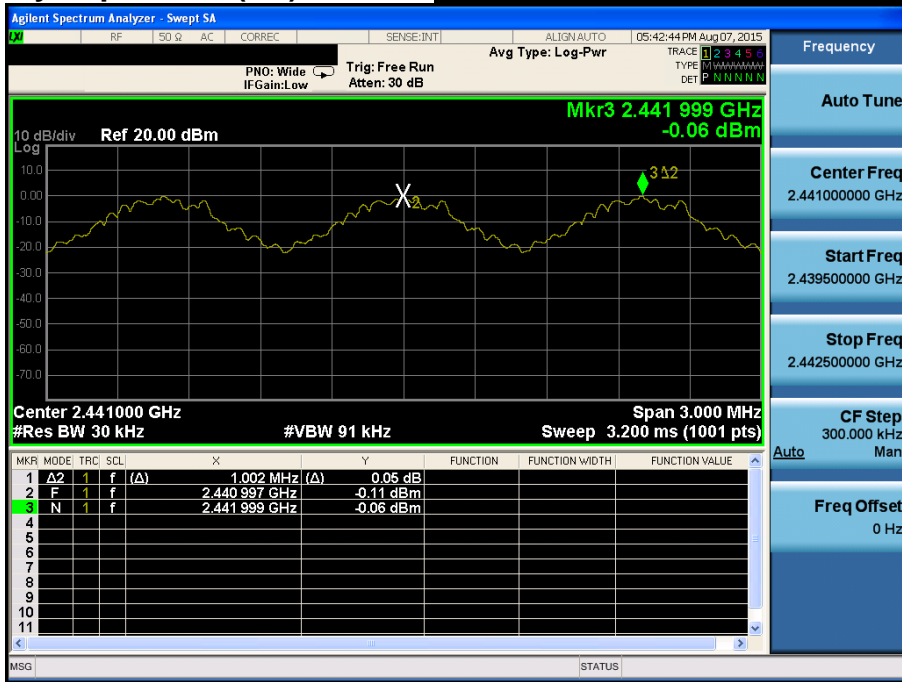 Agilent Spectrum Analyzer - Swept SA
LXI RF 50 Ω AC CORREC SENSE:INT ALIGN AUTO 05:42:44 PM Aug 07, 2015
Avg Type: Log-Pwr
TRACE 1 2 3 4 5 6
TYPE M WWWWW
DET P N N N N N
PNO: Wide
IFGain:Low
Trig: Free Run
Atten: 30 dB
Mkr3 2.441 999 GHz
-0.06 dBm
10 dB/div Ref 20.00 dBm
Log
10.0
0.00
-10.0
-20.0
-30.0
-40.0
-50.0
-60.0
-70.0
2
3 Δ2
Center 2.441000 GHz Span 3.000 MHz
#Res BW 30 kHz #VBW 91 kHz Sweep 3.200 ms (1001 pts)
MKR MODE TRC SCL X Y FUNCTION FUNCTION WIDTH FUNCTION VALUE
1 Δ2 1 f (Δ) 1.002 MHz (Δ) 0.05 dB
2 F 1 f 2.440 997 GHz -0.11 dBm
3 N 1 f 2.441 999 GHz -0.06 dBm
4
5
6
7
8
9
10
11
MSG STATUS
Frequency
Auto Tune
Center Freq
2.441000000 GHz
Start Freq
2.439500000 GHz
Stop Freq
2.442500000 GHz
CF Step
300.000 kHz
Auto Man
Freq Offset
0 Hz